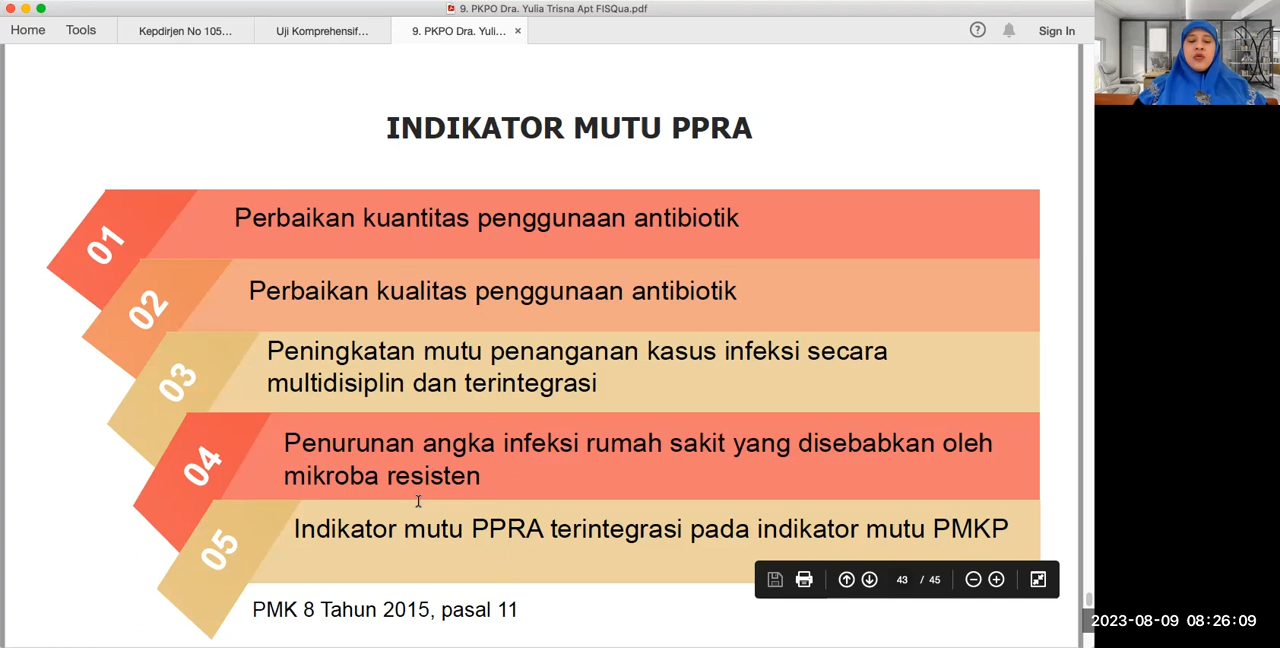 9. PKPO Dra. Yulia Trisna Apt FISQua.pdf
Home
Tools
Kepdirjen No 105...
Uji Komprehensif...
9. PKPO Dra. Yuli...
×
?
Sign In
INDIKATOR MUTU PPRA
01
Perbaikan kuantitas penggunaan antibiotik
02
Perbaikan kualitas penggunaan antibiotik
03
Peningkatan mutu penanganan kasus infeksi secara
multidisiplin dan terintegrasi
04
Penurunan angka infeksi rumah sakit yang disebabkan oleh
mikroba resisten
05
Indikator mutu PPRA terintegrasi pada indikator mutu PMKP
43 / 45
PMK 8 Tahun 2015, pasal 11
2023-08-09 08:26:09